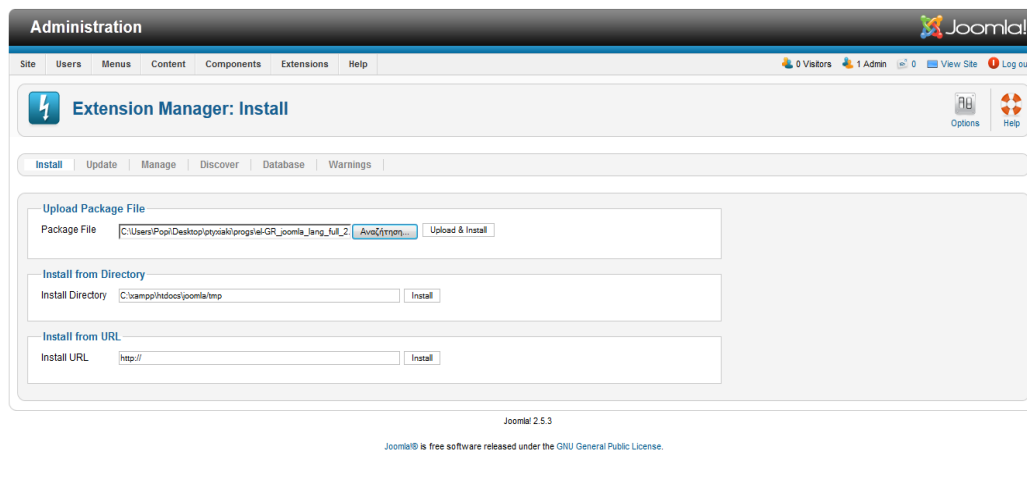 Administration
Joomla!
Site Users Menus Content Components Extensions Help
0 Visitors 1 Admin 0 View Site Log ou
Extension Manager: Install
Options
Help
Install Update Manage Discover Database Warnings
Upload Package File
Package File C:\Users\Popi\Desktop\ptyxiaki\progs\el-GR_joomla_lang_full_2. Αναζήτηση... Upload & Install
Install from Directory
Install Directory C:\xampp\htdocs\joomla/tmp Install
Install from URL
Install URL http:// Install
Joomla! 2.5.3
Joomla!® is free software released under the GNU General Public License.